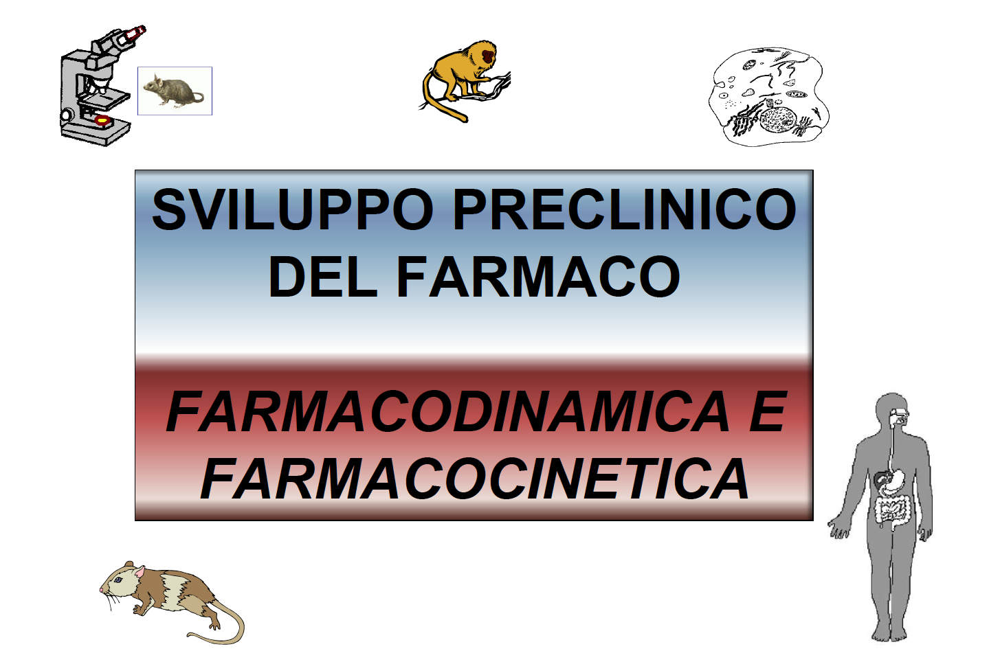 SVILUPPO PRECLINICO
DEL FARMACO
FARMACODINAMICA E
FARMACOCINETICA